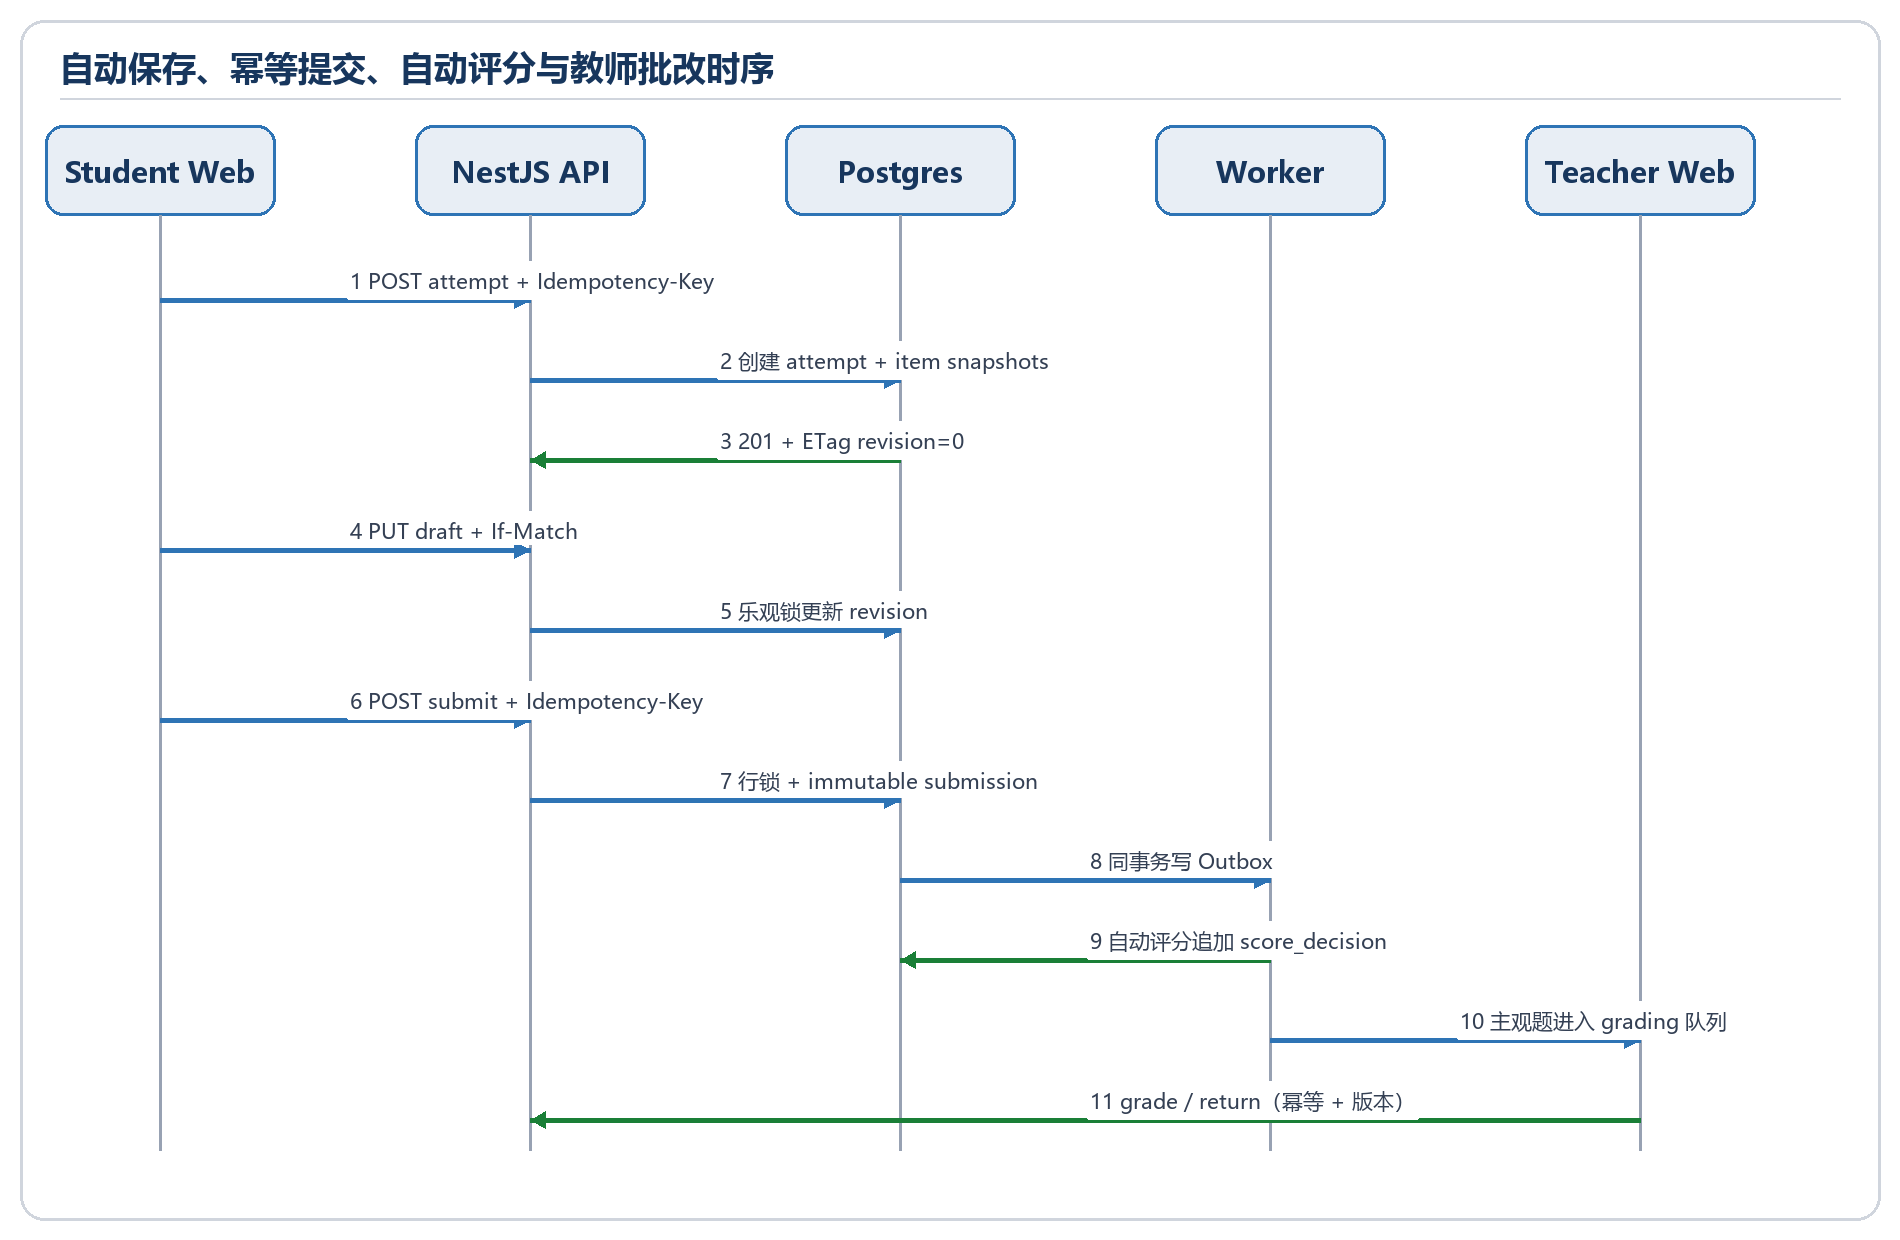 自动保存、幂等提交、自动评分与教师批改时序
Student Web
NestJS API
Postgres
Worker
Teacher Web
1 POST attempt + Idempotency-Key
2 创建 attempt + item snapshots
3 201 + ETag revision=0
4 PUT draft + If-Match
5 乐观锁更新 revision
6 POST submit + Idempotency-Key
7 行锁 + immutable submission
8 同事务写 Outbox
9 自动评分追加 score_decision
10 主观题进入 grading 队列
11 grade / return（幂等 + 版本）